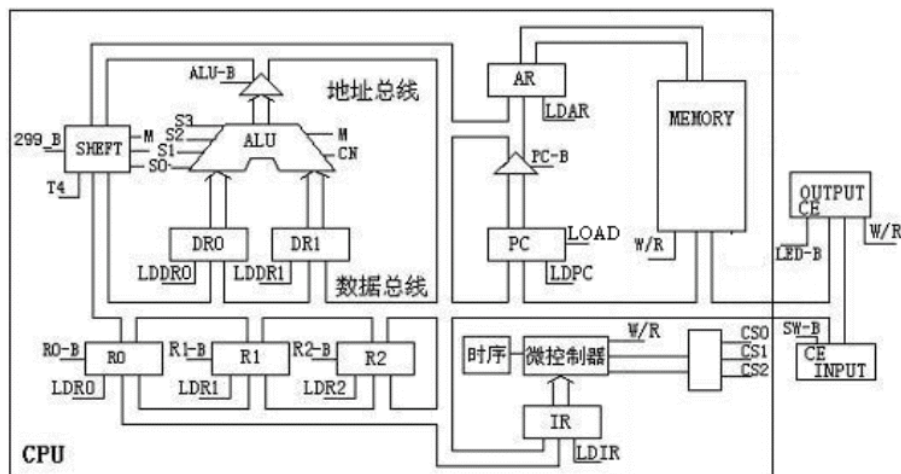 ALU-B
地址总线
AR
LDAR
MEMORY
S3
S2
S1
S0
M
CN
ALU
299_B
SHEFT
M
T4
PC-B
OUTPUT
CE
W/R
LED-B
DR0
DR1
LDDR0
LDDR1
数据总线
PC
LOAD
LDPC
W/R
R0-B
R0
LDR0
R1-B
R1
LDR1
R2-B
R2
LDR2
时序
微控制器
W/R
CS0
CS1
CS2
SW-B
CE
INPUT
IR
LDIR
CPU